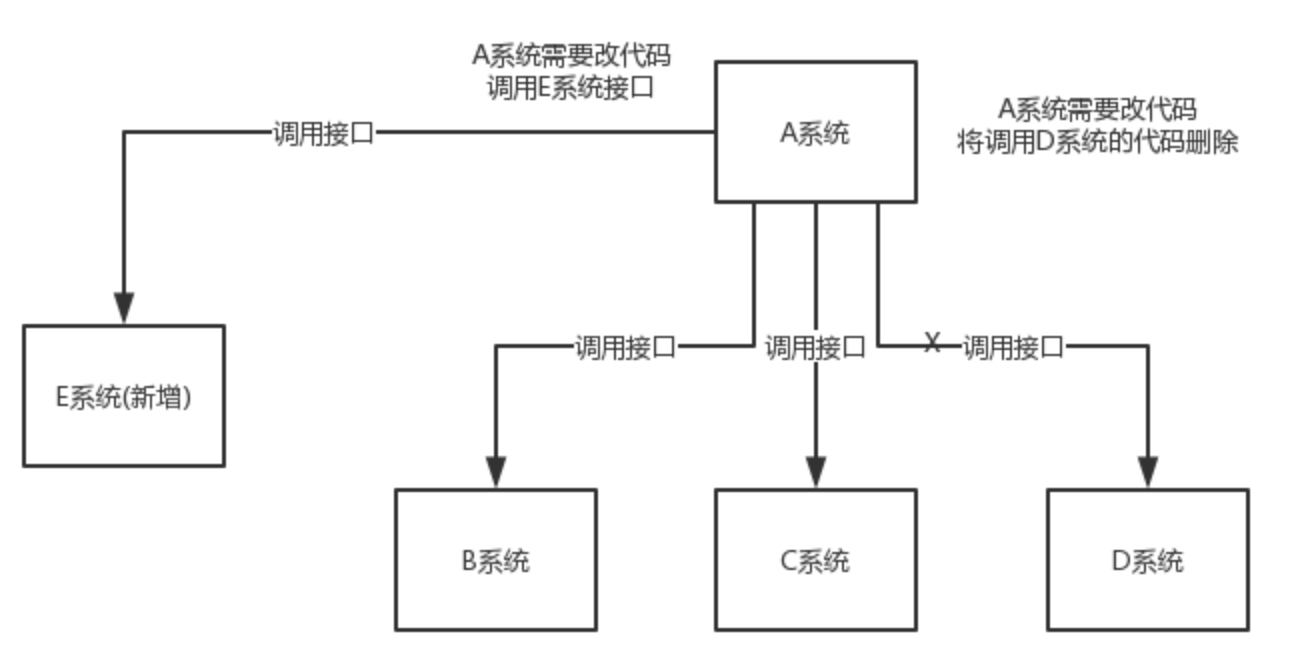 A系统需要改代码
调用E系统接口
A系统
A系统需要改代码
将调用D系统的代码删除
调用接口
调用接口
调用接口
X
调用接口
E系统(新增)
B系统
C系统
D系统